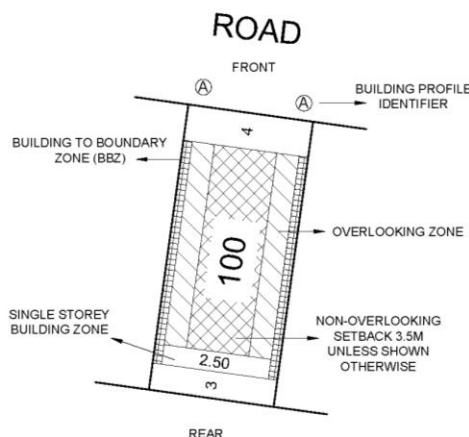 ROAD
FRONT
A
A
BUILDING PROFILE
IDENTIFIER
4
BUILDING TO BOUNDARY
ZONE (BBZ)
100
OVERLOOKING ZONE
SINGLE STOREY
BUILDING ZONE
NON-OVERLOOKING
SETBACK 3.5M
UNLESS SHOWN
OTHERWISE
2.50
3
REAR